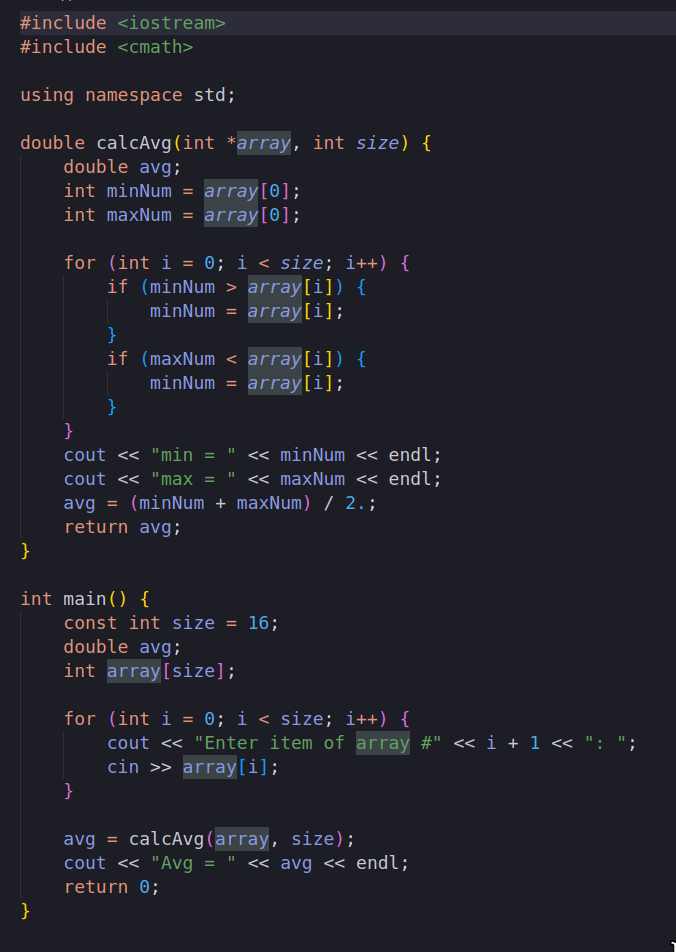 #include <iostream>
#include <cmath>
using namespace std;
double calcAvg(int *array, int size) {
    double avg;
    int minNum = array[0];
    int maxNum = array[0];
    for (int i = 0; i < size; i++) {
        if (minNum > array[i]) {
            minNum = array[i];
        }
        if (maxNum < array[i]) {
            minNum = array[i];
        }
    }
    cout << "min = " << minNum << endl;
    cout << "max = " << maxNum << endl;
    avg = (minNum + maxNum) / 2.;
    return avg;
}
int main() {
    const int size = 16;
    double avg;
    int array[size];
    for (int i = 0; i < size; i++) {
        cout << "Enter item of array #" << i + 1 << ": ";
        cin >> array[i];
    }
    avg = calcAvg(array, size);
    cout << "Avg = " << avg << endl;
    return 0;
}